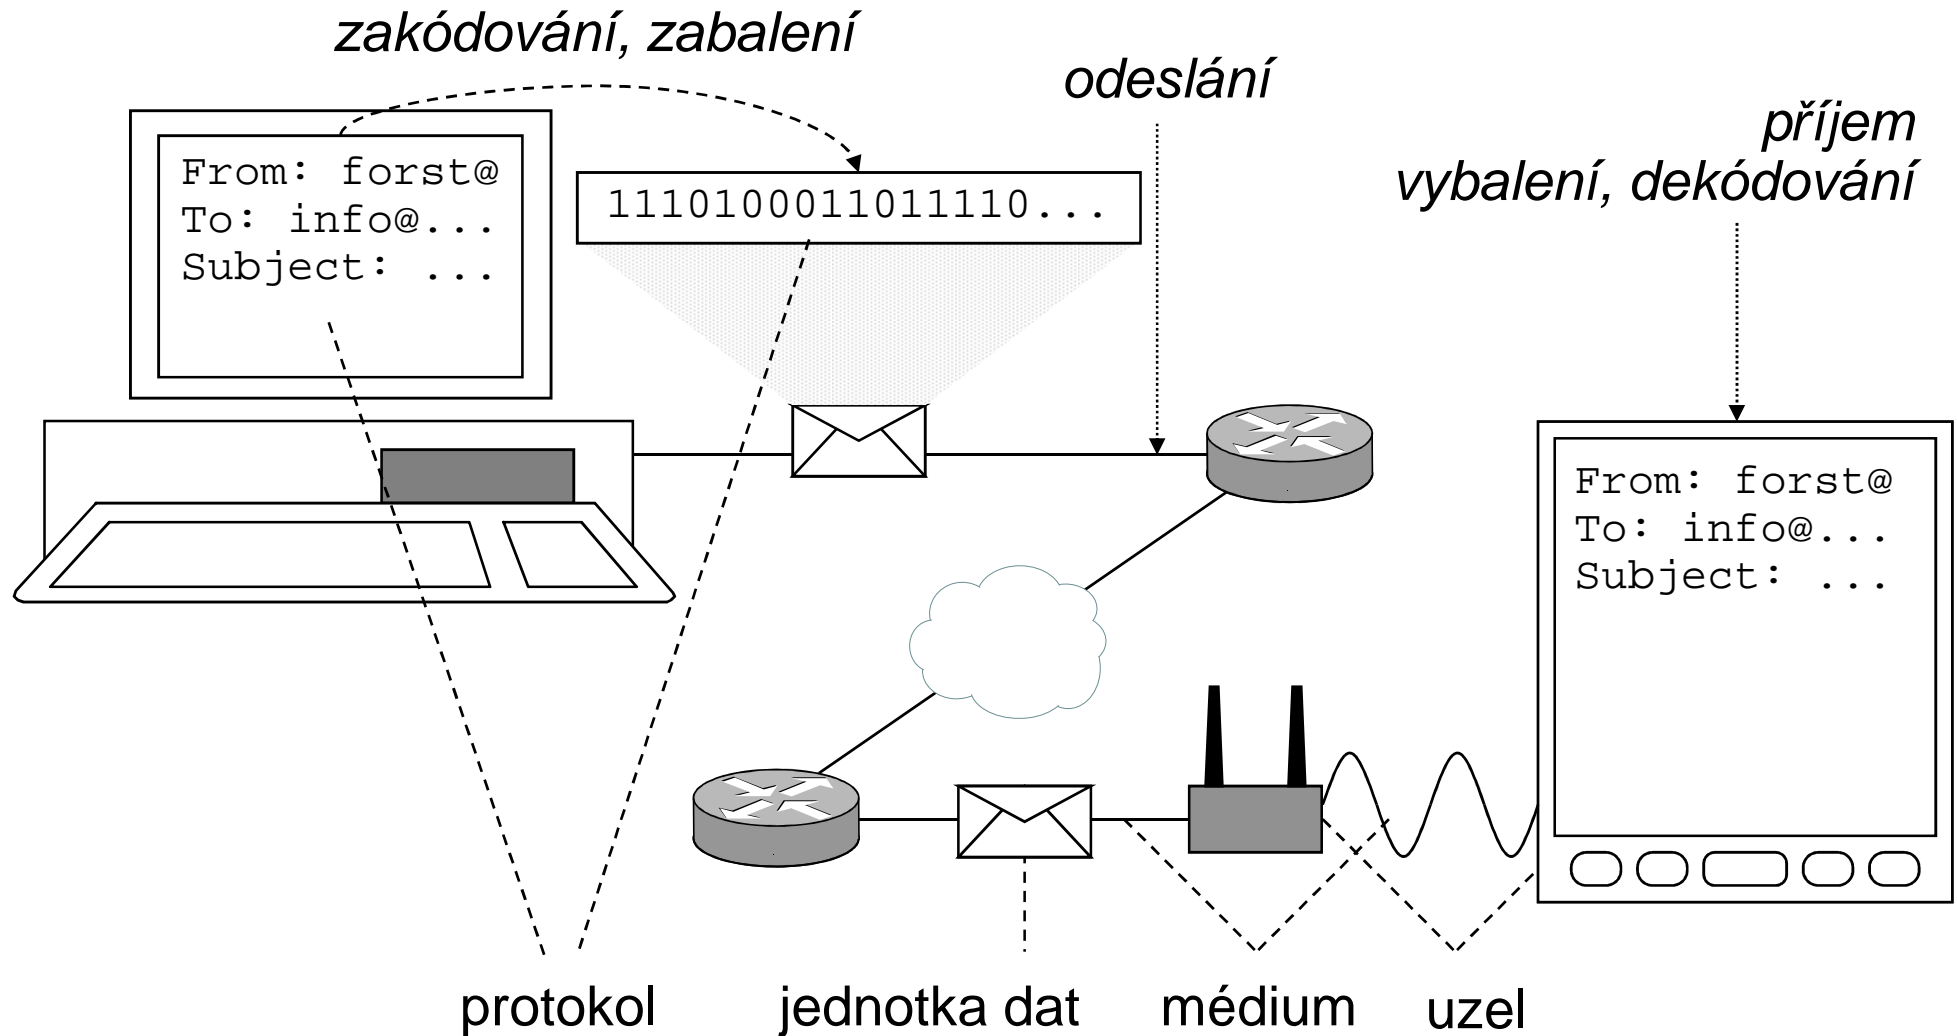 zakódování, zabalení
odeslání
příjem
vybalení, dekódování
From: forst@
To: info@...
Subject: ...
1110100011011110...
From: forst@
To: info@...
Subject: ...
protokol
jednotka dat
médium
uzel